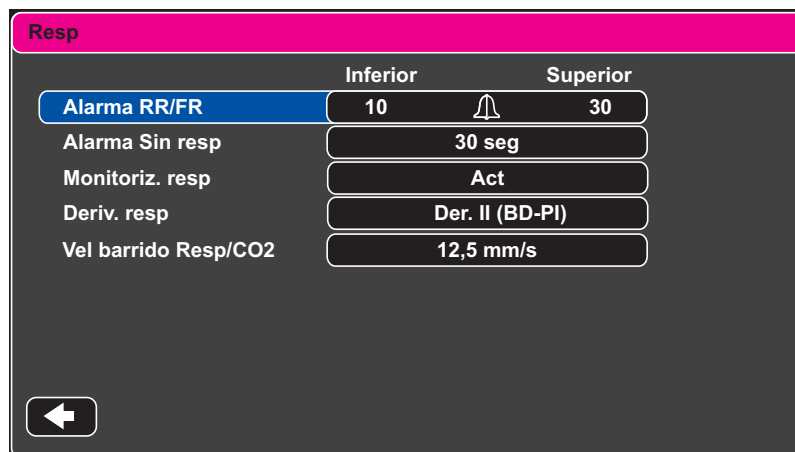 Resp
Inferior Superior
Alarma RR/FR 10 30
Alarma Sin resp 30 seg
Monitoriz. resp Act
Deriv. resp Der. II (BD-PI)
Vel barrido Resp/CO2 12,5 mm/s